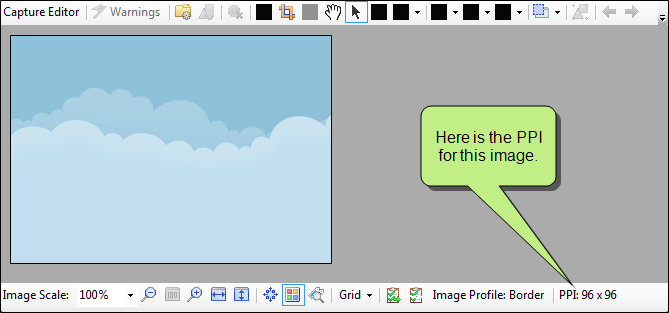 Capture Editor Warnings
Here is the PPI
for this image.
Image Scale: 100% Grid Image Profile: Border PPI: 96 x 96